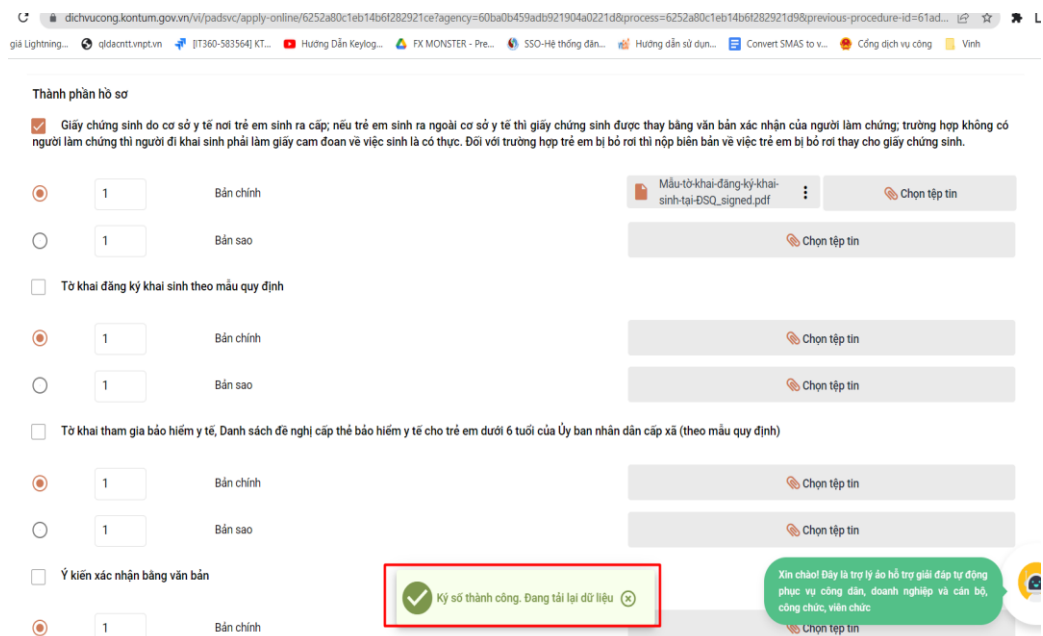 dichvucong.kontum.gov.vn/vi/padsvc/apply-online/6252a80c1eb14b6f282921ce?agency=60ba0b459adb921904a0221d&process=6252a80c1eb14b6f282921d9&previous-procedure-id=61ad...
giá Lightning... qldacntt.vnpt.vn [IT360-583564] KT... Hướng Dẫn Keylog... FX MONSTER - Pre... SSO-Hệ thống đăn... Hướng dẫn sử dụn... Convert SMAS to v... Cổng dịch vụ công Vinh
Thành phần hồ sơ
Giấy chứng sinh do cơ sở y tế nơi trẻ em sinh ra cấp; nếu trẻ em sinh ra ngoài cơ sở y tế thì giấy chứng sinh được thay bằng văn bản xác nhận của người làm chứng; trường hợp không có
người làm chứng thì người đi khai sinh phải làm giấy cam đoan về việc sinh là có thực. Đối với trường hợp trẻ em bị bỏ rơi thì nộp biên bản về việc trẻ em bị bỏ rơi thay cho giấy chứng sinh.
1 Bản chính Mẫu-tờ-khai-đăng-ký-khai-
sinh-tại-ĐSQ_signed.pdf Chọn tệp tin
1 Bản sao Chọn tệp tin
Tờ khai đăng ký khai sinh theo mẫu quy định
1 Bản chính Chọn tệp tin
1 Bản sao Chọn tệp tin
Tờ khai tham gia bảo hiểm y tế, Danh sách đề nghị cấp thẻ bảo hiểm y tế cho trẻ em dưới 6 tuổi của Ủy ban nhân dân cấp xã (theo mẫu quy định)
1 Bản chính Chọn tệp tin
1 Bản sao Chọn tệp tin
Ý kiến xác nhận bằng văn bản
Ký số thành công. Đang tải lại dữ liệu
Xin chào! Đây là trợ lý ảo hỗ trợ giải đáp tự động
phục vụ công dân, doanh nghiệp và cán bộ,
công chức, viên chức
1 Bản chính Chọn tệp tin